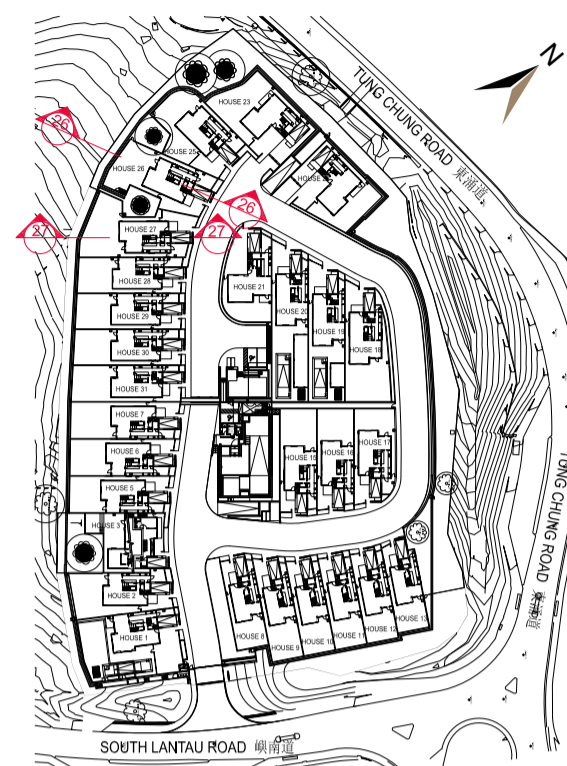 N
TUNG CHUNG ROAD 東涌道
HOUSE 23
26
HOUSE 25
HOUSE 26
26
27
HOUSE 27
27
HOUSE 28
HOUSE 21
HOUSE 20
HOUSE 29
HOUSE 19
HOUSE 18
HOUSE 30
HOUSE 31
HOUSE 7
HOUSE 17
HOUSE 16
HOUSE 15
HOUSE 6
HOUSE 5
HOUSE 3
TUNG CHUNG ROAD 東涌道
HOUSE 2
HOUSE 1
HOUSE 8
HOUSE 9
HOUSE 10
HOUSE 11
HOUSE 12
HOUSE 13
SOUTH LANTAU ROAD 嶼南道